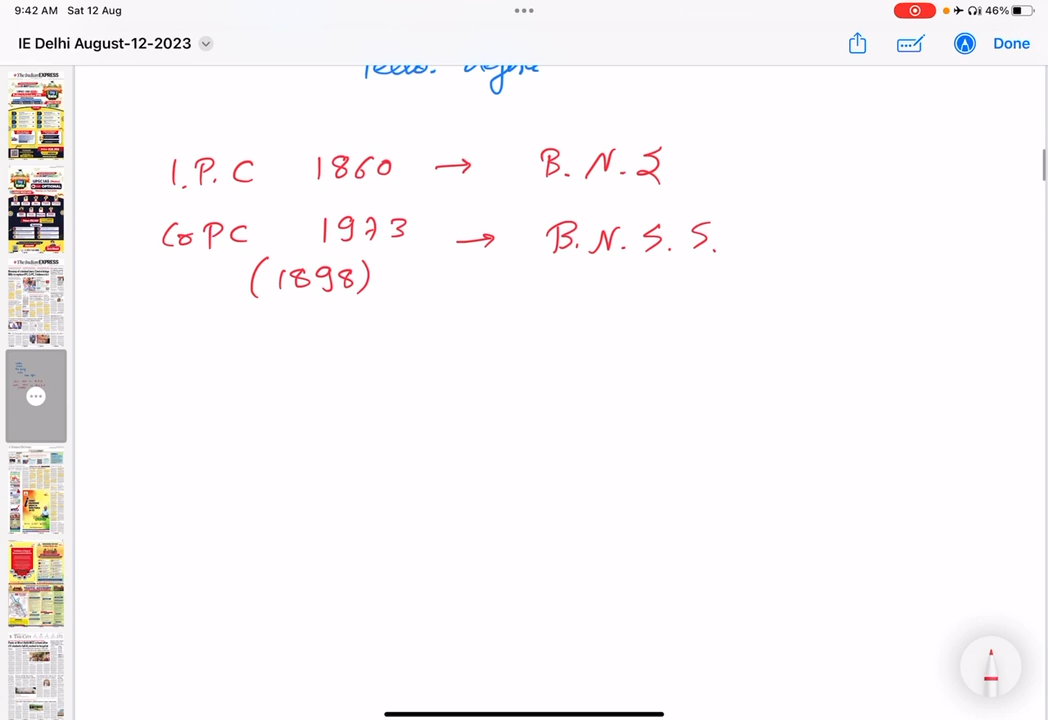 9:42 AM Sat 12 Aug 46%
IE Delhi August-12-2023 Done
I.P.C 1860 → B.N.S
CrPC 1973 → B.N.S.S.
(1898)